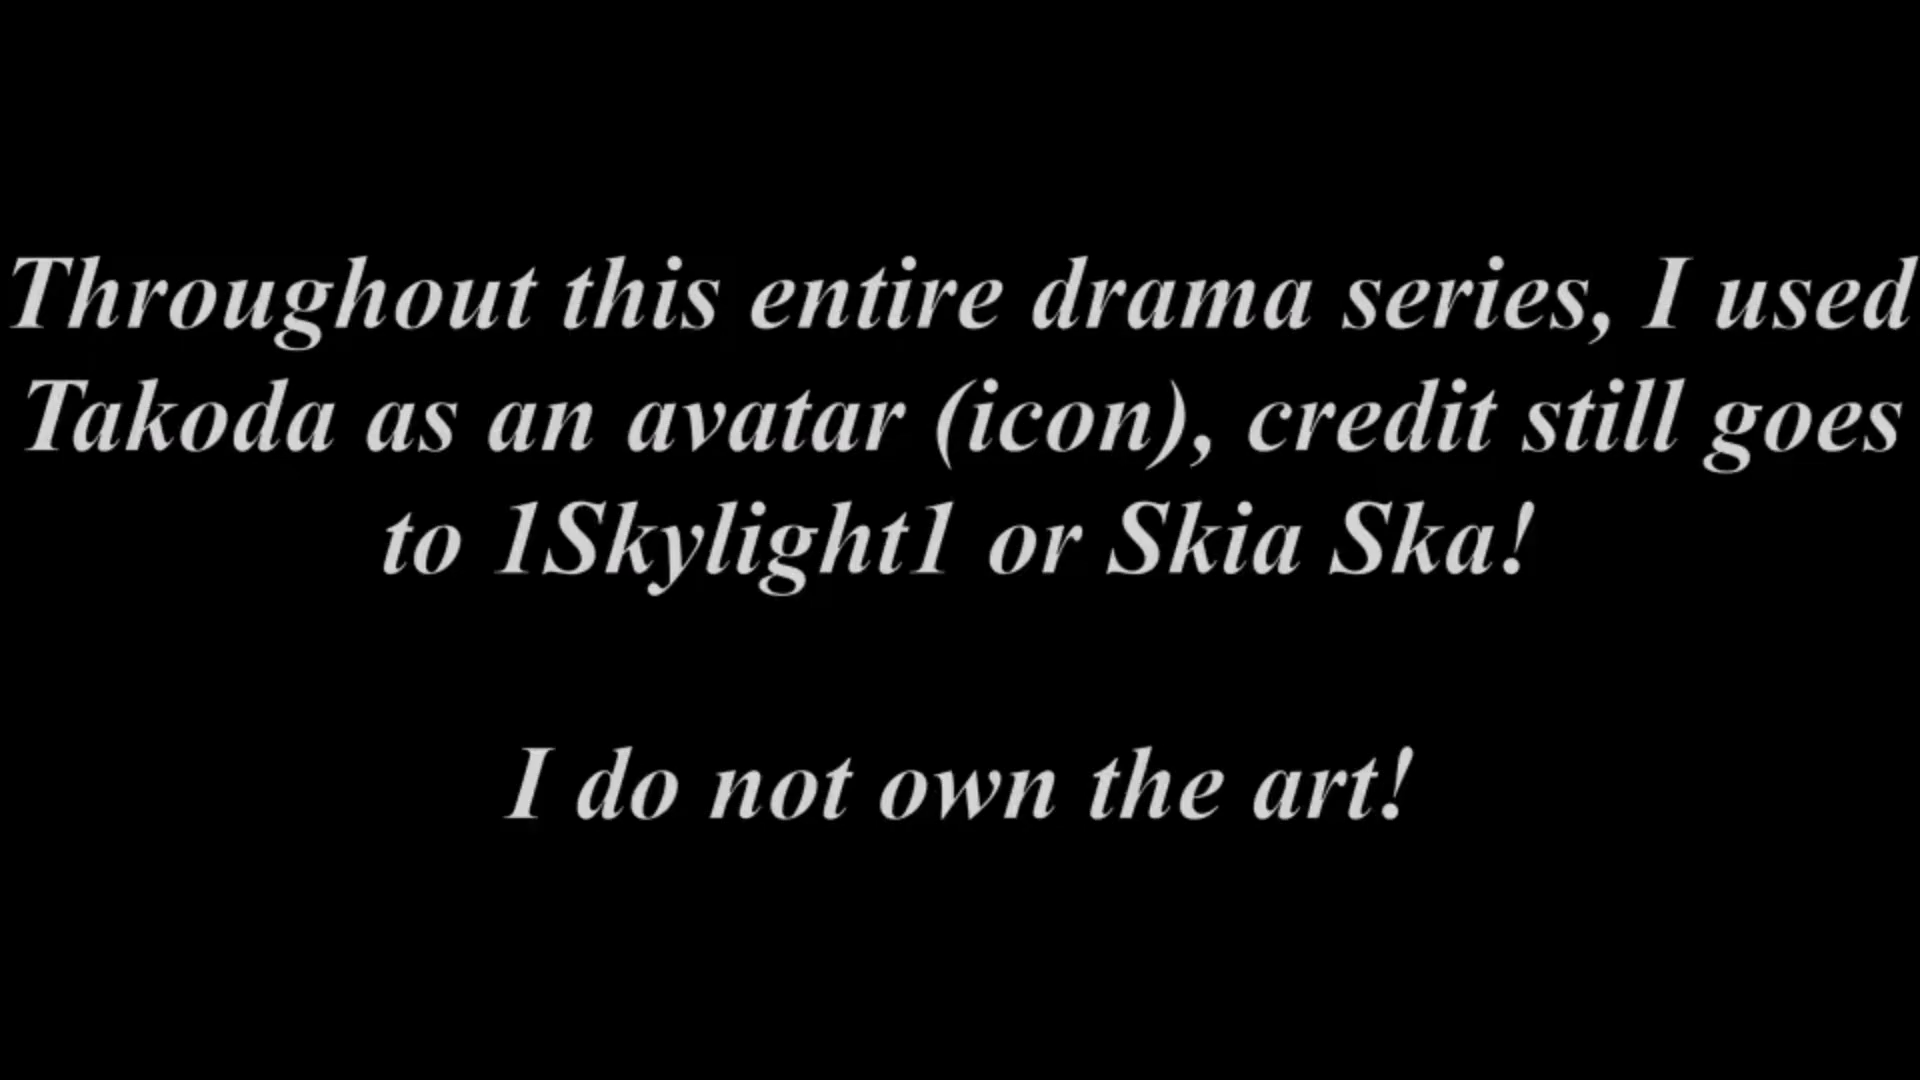 Throughout this entire drama series, I used
Takoda as an avatar (icon), credit still goes
to 1Skylight1 or Skia Ska!
I do not own the art!